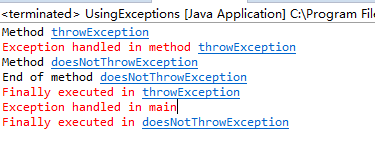 <terminated> UsingExceptions [Java Application] C:\Program File
Method throwException
Exception handled in method throwException
Method doesNotThrowException
End of method doesNotThrowException
Finally executed in throwException
Exception handled in main
Finally executed in doesNotThrowException